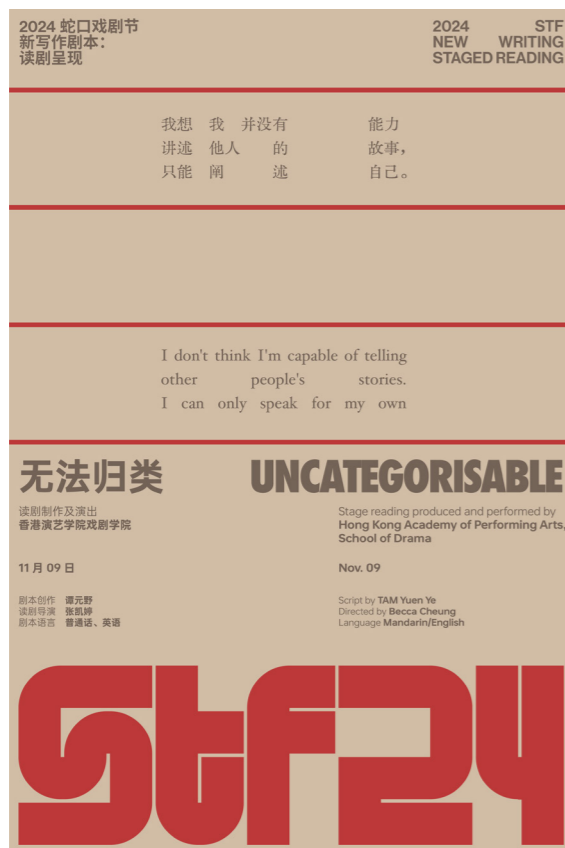 2024 蛇口戏剧节
新写作剧本：
读剧呈现
2024 STF
NEW WRITING
STAGED READING
我想 我 并没有 能力
讲述 他人 的 故事，
只能 阐 述 自己。
I don't think I'm capable of telling
other people's stories.
I can only speak for my own
无法归类
UNCATEGORISABLE
读剧制作及演出
香港演艺学院戏剧学院
Stage reading produced and performed by
Hong Kong Academy of Performing Arts,
School of Drama
11 月 09 日
Nov. 09
剧本创作 谭元野
读剧导演 张凯婷
剧本语言 普通话、英语
Script by TAM Yuen Ye
Directed by Becca Cheung
Language Mandarin/English
Stf24